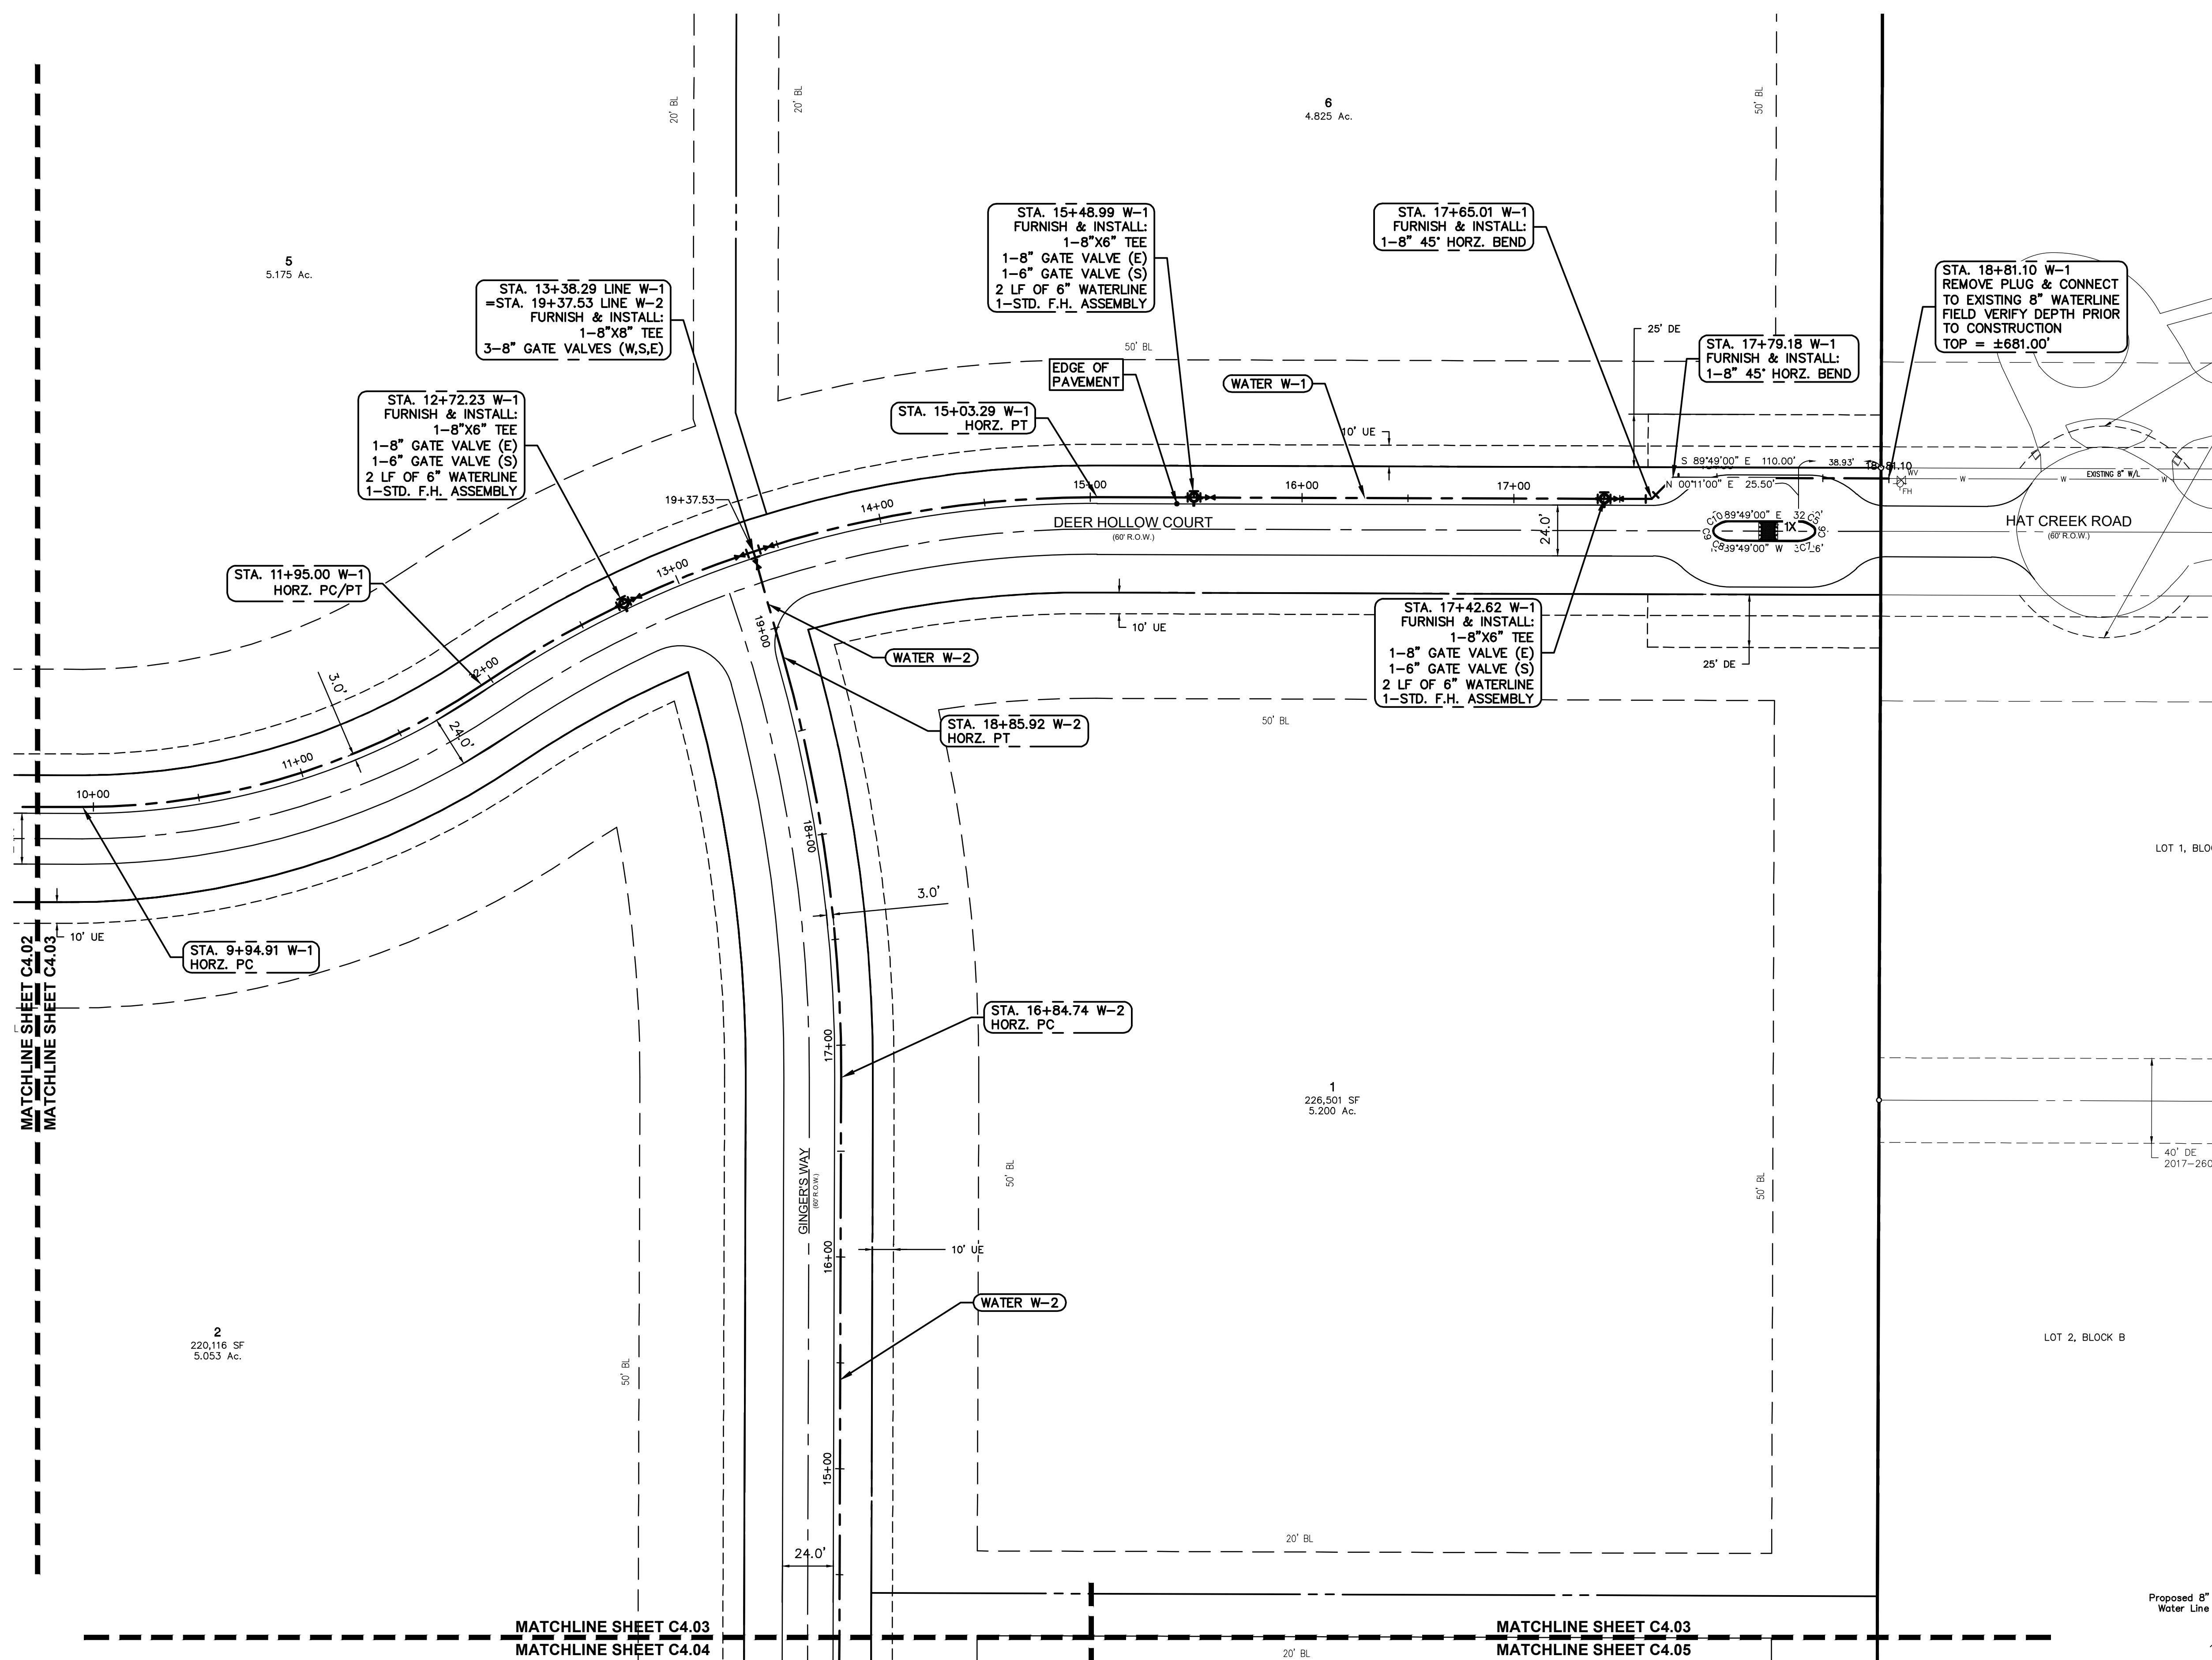 20' BL
20' BL
50' BL
6
4.825 Ac.
5
5.175 Ac.
STA. 15+48.99 W-1
FURNISH & INSTALL:
1-8"X6" TEE
1-8" GATE VALVE (E)
1-6" GATE VALVE (S)
2 LF OF 6" WATERLINE
1-STD. F.H. ASSEMBLY
STA. 17+65.01 W-1
FURNISH & INSTALL:
1-8" 45° HORZ. BEND
STA. 18+81.10 W-1
REMOVE PLUG & CONNECT
TO EXISTING 8" WATERLINE
FIELD VERIFY DEPTH PRIOR
TO CONSTRUCTION
TOP = ±681.00'
STA. 13+38.29 LINE W-1
=STA. 19+37.53 LINE W-2
FURNISH & INSTALL:
1-8"X8" TEE
3-8" GATE VALVES (W,S,E)
25' DE
50' BL
STA. 17+79.18 W-1
FURNISH & INSTALL:
1-8" 45° HORZ. BEND
EDGE OF
PAVEMENT
WATER W-1
STA. 12+72.23 W-1
FURNISH & INSTALL:
1-8"X6" TEE
1-8" GATE VALVE (E)
1-6" GATE VALVE (S)
2 LF OF 6" WATERLINE
1-STD. F.H. ASSEMBLY
STA. 15+03.29 W-1
HORZ. PT
10' UE
S 89°49'00" E 110.00'
38.93'
18+81.10
N 00°11'00" E 25.50'
WV
FH
W
EXISTING 8" W/L
W
W
19+37.53
14+00
15+00
16+00
17+00
DEER HOLLOW COURT
(60' R.O.W.)
24.0'
1X
HAT CREEK ROAD
(60' R.O.W.)
13+00
STA. 11+95.00 W-1
HORZ. PC/PT
STA. 17+42.62 W-1
FURNISH & INSTALL:
1-8"X6" TEE
1-8" GATE VALVE (E)
1-6" GATE VALVE (S)
2 LF OF 6" WATERLINE
1-STD. F.H. ASSEMBLY
10' UE
19+00
WATER W-2
25' DE
12+00
3.0'
24.0'
STA. 18+85.92 W-2
HORZ. PT
50' BL
11+00
10+00
18+00
3.0'
10' UE
STA. 9+94.91 W-1
HORZ. PC
MATCHLINE SHEET C4.02
MATCHLINE SHEET C4.03
LOT 1, BLO
STA. 16+84.74 W-2
HORZ. PC
17+00
1
226,501 SF
5.200 Ac.
40' DE
2017-260
GINGER'S WAY
(60' R.O.W.)
50' BL
50' BL
16+00
10' UE
WATER W-2
2
220,116 SF
5.053 Ac.
50' BL
LOT 2, BLOCK B
15+00
24.0'
20' BL
Proposed 8"
Water Line
MATCHLINE SHEET C4.03
MATCHLINE SHEET C4.04
MATCHLINE SHEET C4.03
MATCHLINE SHEET C4.05
20' BL